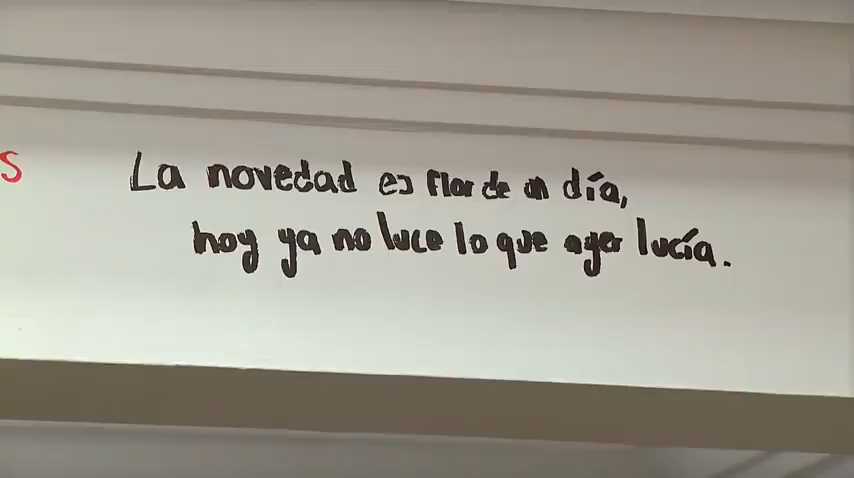 s
La novedad es flor de un día,
hoy ya no luce lo que ayer lucía.